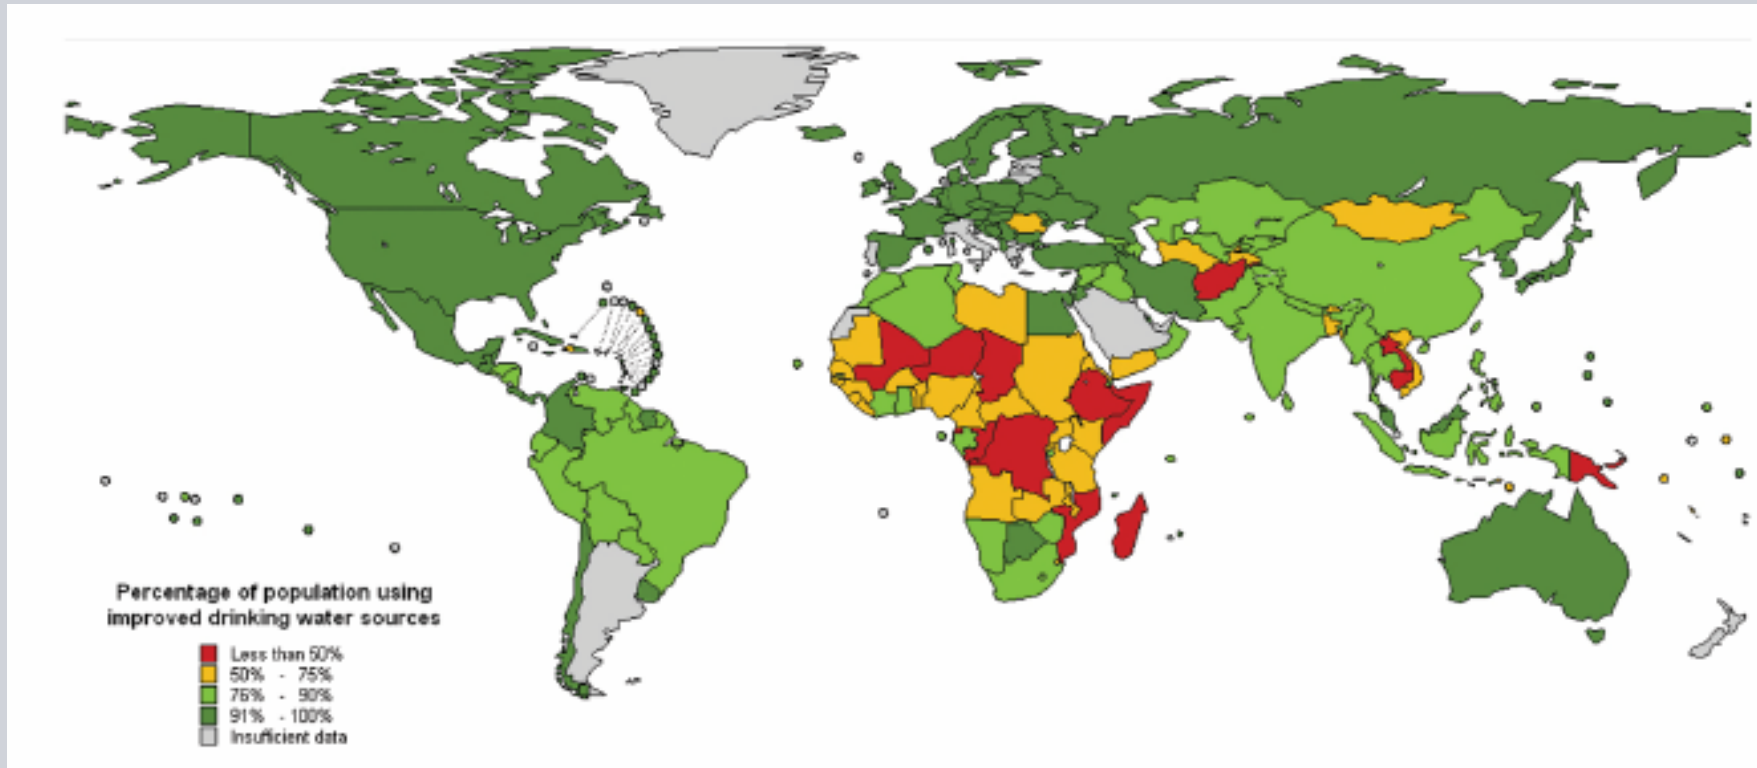 Percentage of population using
improved drinking water sources
Less than 50%
50% - 75%
76% - 90%
91% - 100%
Insufficient data